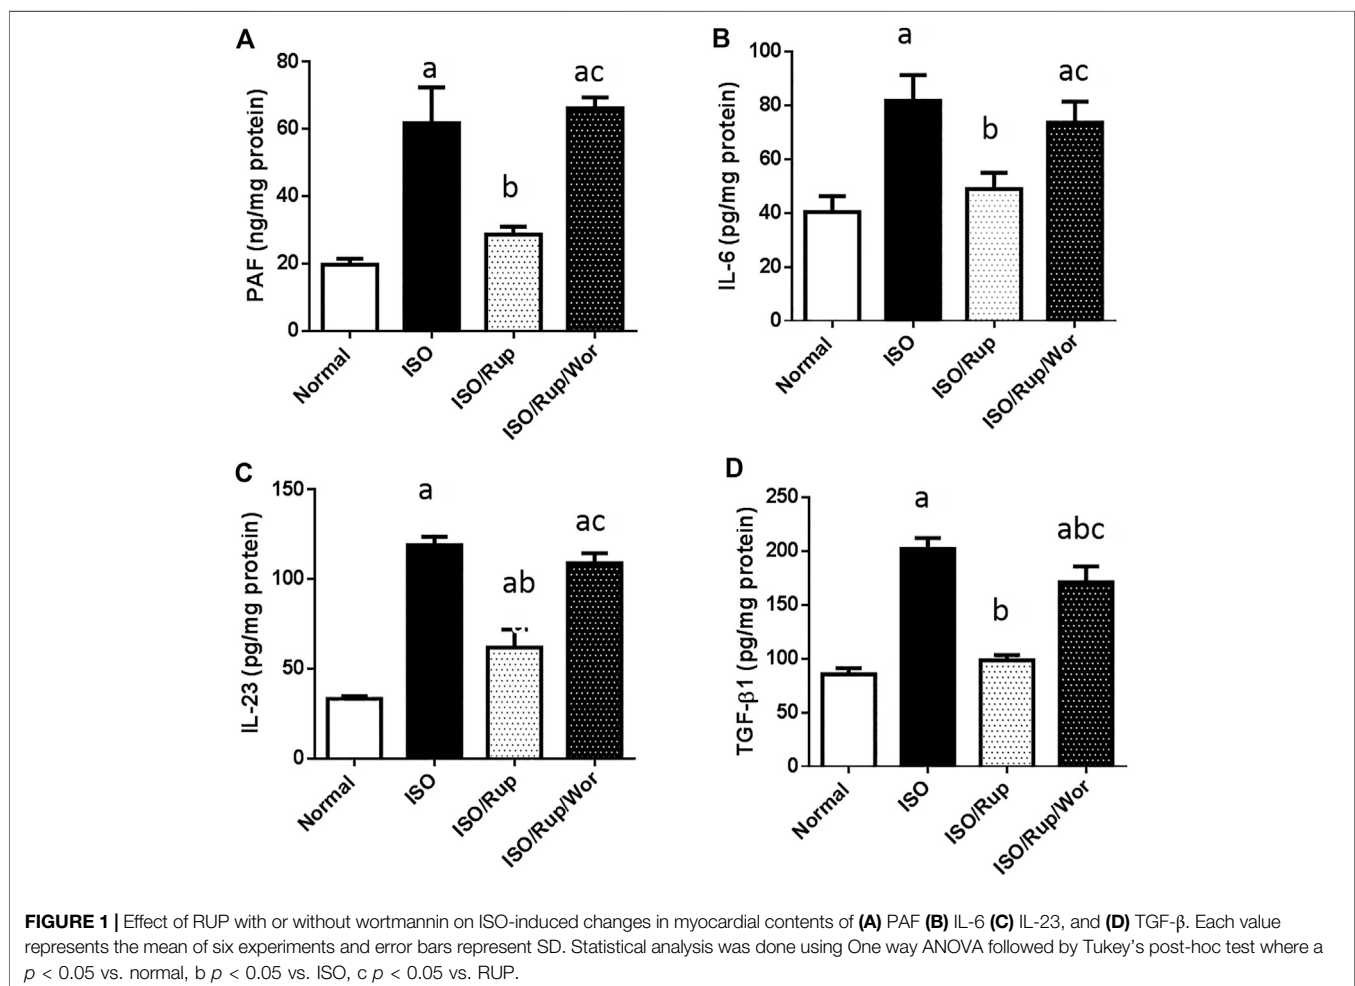 A
PAF (ng/mg protein)
80
60
40
20
0
a
b
ac
Normal
ISO
ISO/Rup
ISO/Rup/Wor
B
IL-6 (pg/mg protein)
100
80
60
40
20
0
a
b
ac
Normal
ISO
ISO/Rup
ISO/Rup/Wor
C
IL-23 (pg/mg protein)
150
100
50
0
a
ab
ac
Normal
ISO
ISO/Rup
ISO/Rup/Wor
D
TGF-β1 (pg/mg protein)
250
200
150
100
50
0
a
b
abc
Normal
ISO
ISO/Rup
ISO/Rup/Wor
FIGURE 1 | Effect of RUP with or without wortmannin on ISO-induced changes in myocardial contents of (A) PAF (B) IL-6 (C) IL-23, and (D) TGF-β. Each value
represents the mean of six experiments and error bars represent SD. Statistical analysis was done using One way ANOVA followed by Tukey's post-hoc test where a
p < 0.05 vs. normal, b p < 0.05 vs. ISO, c p < 0.05 vs. RUP.